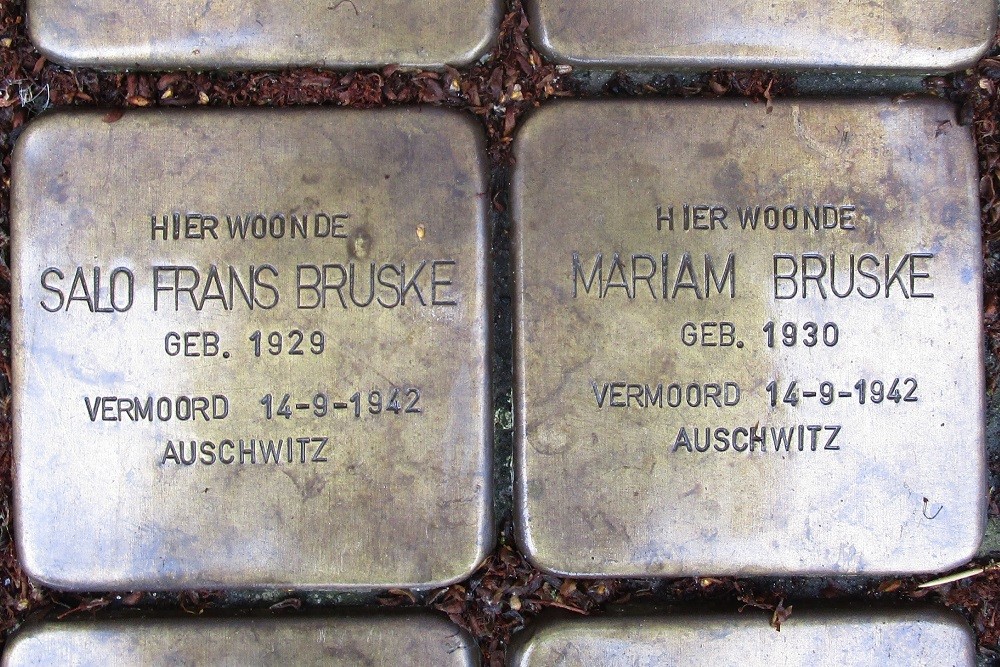 HIER WOONDE
SALO FRANS BRUSKE
GEB. 1929
VERMOORD 14-9-1942
AUSCHWITZ
HIER WOONDE
MARIAM BRUSKE
GEB. 1930
VERMOORD 14-9-1942
AUSCHWITZ